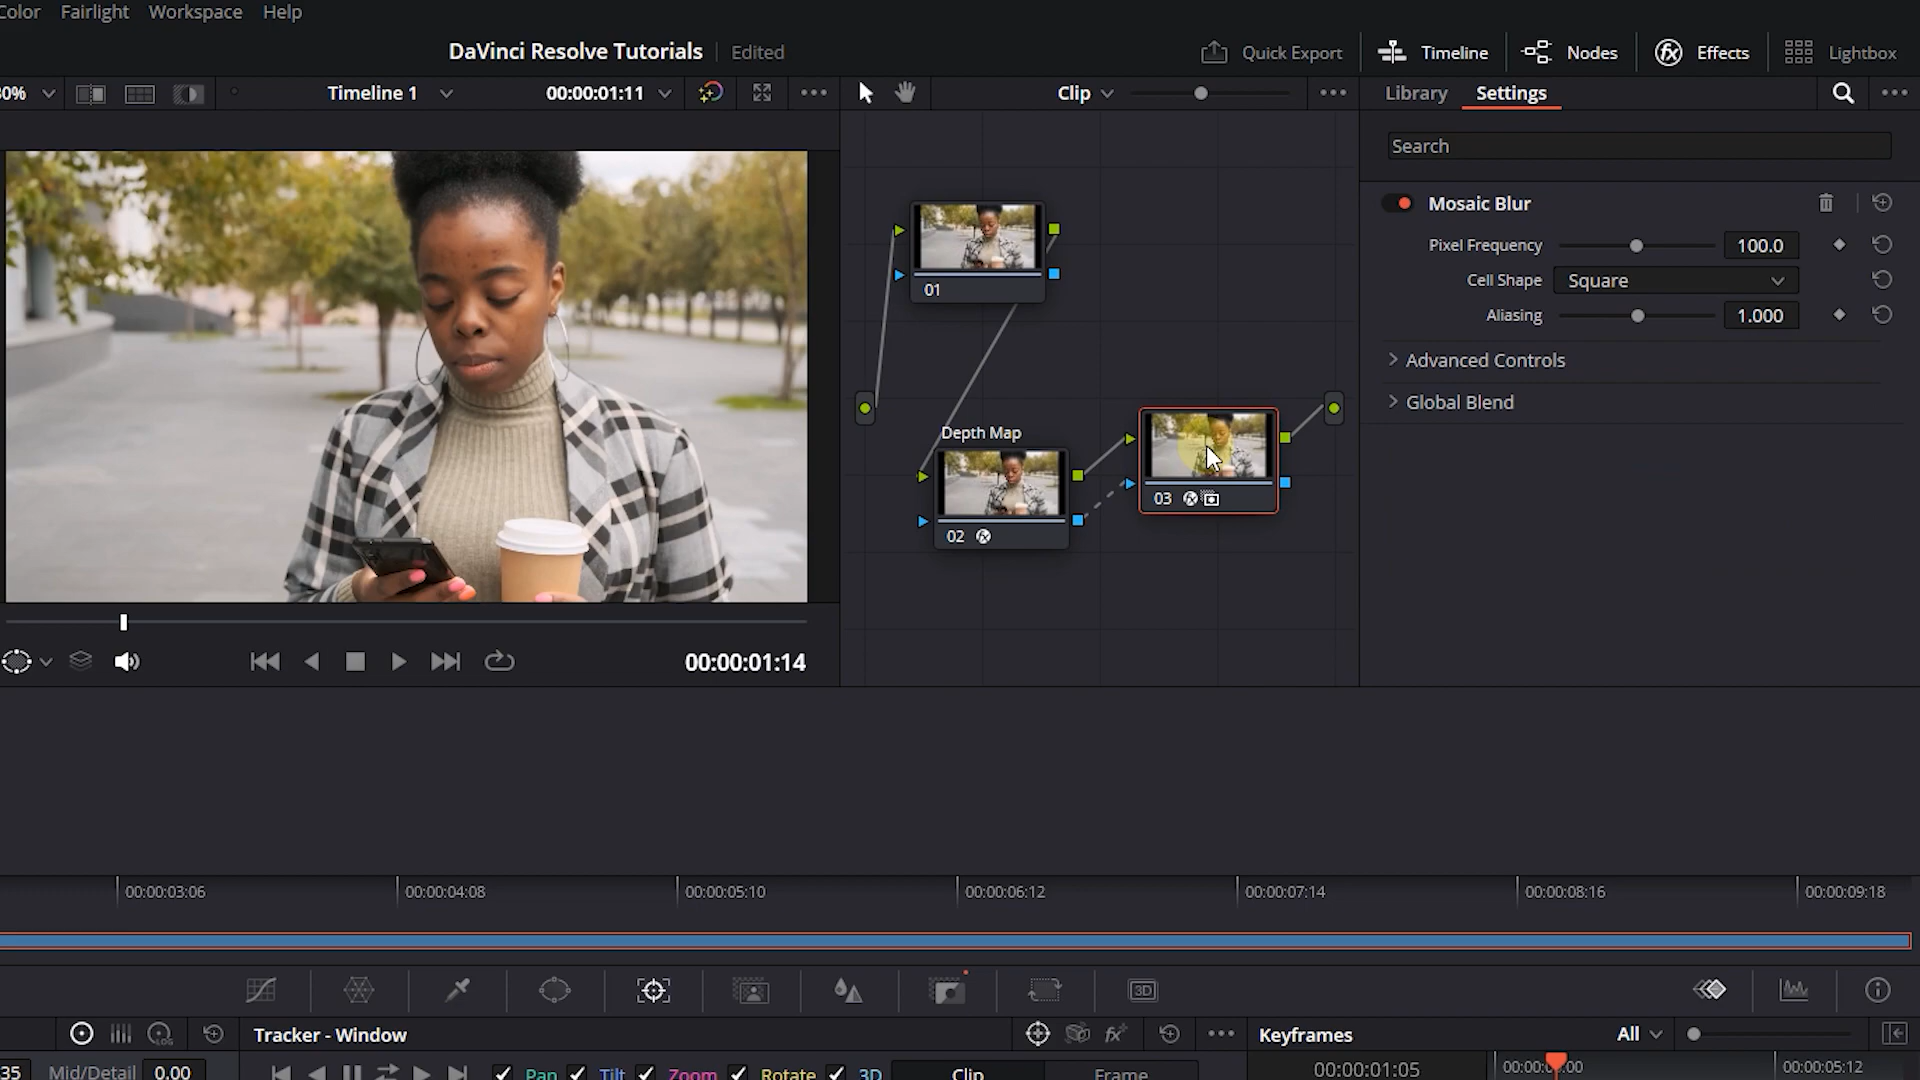 Color Fairlight Workspace Help
DaVinci Resolve Tutorials Edited
Quick Export Timeline Nodes Effects Lightbox
Timeline 1 00:00:01:11
Clip
Library Settings
Search
Mosaic Blur
Pixel Frequency 100.0
Cell Shape Square
Aliasing 1.000
Advanced Controls
Global Blend
01
Depth Map
02
03
00:00:01:14
00:00:03:06 00:00:04:08 00:00:05:10 00:00:06:12 00:00:07:14 00:00:08:16 00:00:09:18
3D
LOG
Tracker - Window
Keyframes All
35 Mid/Detail 0.00
Pan Tilt Zoom Rotate 3D Clip Frame
00:00:01:05 00:00:05:12